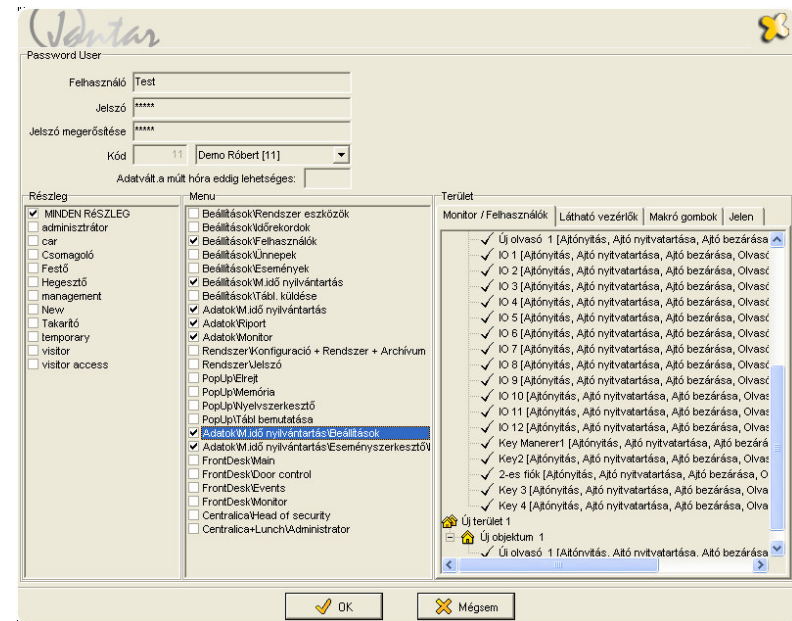 Jantar
Password User
Felhasználó Test
Jelszó *****
Jelszó megerősítése *****
Kód 11 Demo Róbert [11]
Adatvált.a múlt hóra eddig lehetséges:
Részleg
MINDEN RéSZLEG
adminisztrátor
car
Csomagoló
Festő
Hegesztő
management
New
Takarító
temporary
visitor
visitor access
Menu
Beállítások\Rendszer eszközök
Beállítások\Időrekordok
Beállítások\Felhasználók
Beállítások\Ünnepek
Beállítások\Események
Beállítások\M.idő nyilvántartás
Beállítások\Tábl. küldése
Adatok\M.idő nyilvántartás
Adatok\Riport
Adatok\Monitor
Rendszer\Konfiguració + Rendszer + Archívum
Rendszer\Jelszó
PopUp\Elrejt
PopUp\Memória
PopUp\Nyelvszerkesztő
PopUp\Tábl bemutatása
Adatok\M.idő nyilvántartás\Beállítások
Adatok\M.idő nyilvántartás\Eseményszerkesztő\
FrontDesk\Main
FrontDesk\Door control
FrontDesk\Events
FrontDesk\Monitor
Centralica\Head of security
Centralica+Lunch\Administrator
Terület
Monitor / Felhasználók Látható vezérlők Makró gombok Jelen
Új olvasó 1 [Ajtónyitás, Ajtó nyitvatartása, Ajtó bezárása
IO 1 [Ajtónyitás, Ajtó nyitvatartása, Ajtó bezárása, Olvasó
IO 2 [Ajtónyitás, Ajtó nyitvatartása, Ajtó bezárása, Olvasó
IO 3 [Ajtónyitás, Ajtó nyitvatartása, Ajtó bezárása, Olvasó
IO 4 [Ajtónyitás, Ajtó nyitvatartása, Ajtó bezárása, Olvasó
IO 5 [Ajtónyitás, Ajtó nyitvatartása, Ajtó bezárása, Olvasó
IO 6 [Ajtónyitás, Ajtó nyitvatartása, Ajtó bezárása, Olvasó
IO 7 [Ajtónyitás, Ajtó nyitvatartása, Ajtó bezárása, Olvasó
IO 8 [Ajtónyitás, Ajtó nyitvatartása, Ajtó bezárása, Olvasó
IO 9 [Ajtónyitás, Ajtó nyitvatartása, Ajtó bezárása, Olvasó
IO 10 [Ajtónyitás, Ajtó nyitvatartása, Ajtó bezárása, Olvas
IO 11 [Ajtónyitás, Ajtó nyitvatartása, Ajtó bezárása, Olvas
IO 12 [Ajtónyitás, Ajtó nyitvatartása, Ajtó bezárása, Olvas
Key Manerer1 [Ajtónyitás, Ajtó nyitvatartása, Ajtó bezárá
Key2 [Ajtónyitás, Ajtó nyitvatartása, Ajtó bezárása, Olvas
2-es fiók [Ajtónyitás, Ajtó nyitvatartása, Ajtó bezárása, O
Key 3 [Ajtónyitás, Ajtó nyitvatartása, Ajtó bezárása, Olva
Key 4 [Ajtónyitás, Ajtó nyitvatartása, Ajtó bezárása, Olva
Új terület 1
Új objektum 1
Új olvasó 1 [Ajtónyitás, Ajtó nyitvatartása, Ajtó bezárása
OK
Mégsem